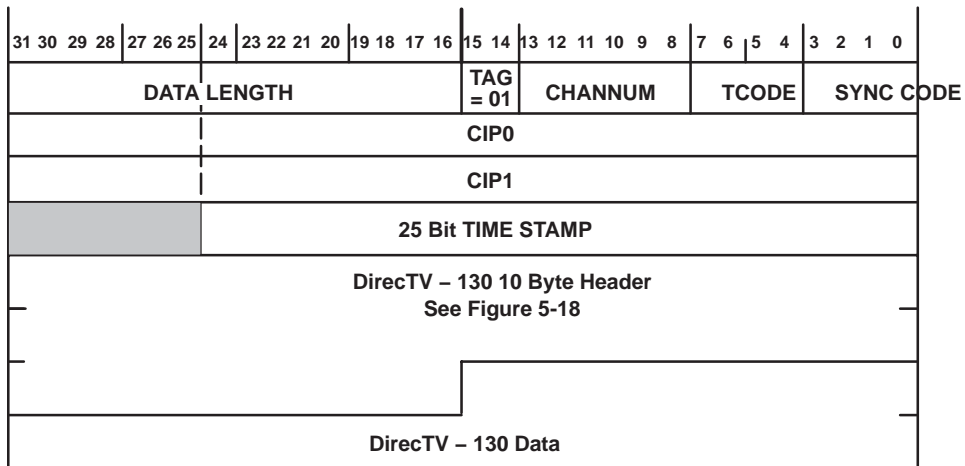 31 30 29 28 27 26 25 24 23 22 21 20 19 18 17 16 15 14 13 12 11 10 9 8 7 6 5 4 3 2 1 0
DATA LENGTH TAG = 01 CHANNUM TCODE SYNC CODE
CIP0
CIP1
25 Bit TIME STAMP
DirecTV – 130 10 Byte Header
See Figure 5-18
DirecTV – 130 Data